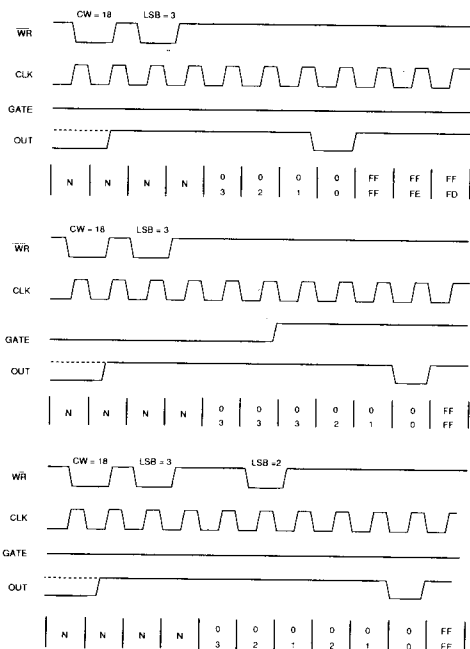 CW = 18 LSB = 3
WR
CLK
GATE
OUT
N N N N 0 0 0 0 FF FF FF
3 2 1 0 FF FE FD
CW = 18 LSB = 3
WR
CLK
GATE
OUT
N N N N 0 0 0 0 0 0 FF
3 3 3 2 1 0 FF
CW = 18 LSB = 3 LSB =2
WR
CLK
GATE
OUT
N N N N 0 0 0 0 0 0 FF
3 2 1 2 1 0 FF